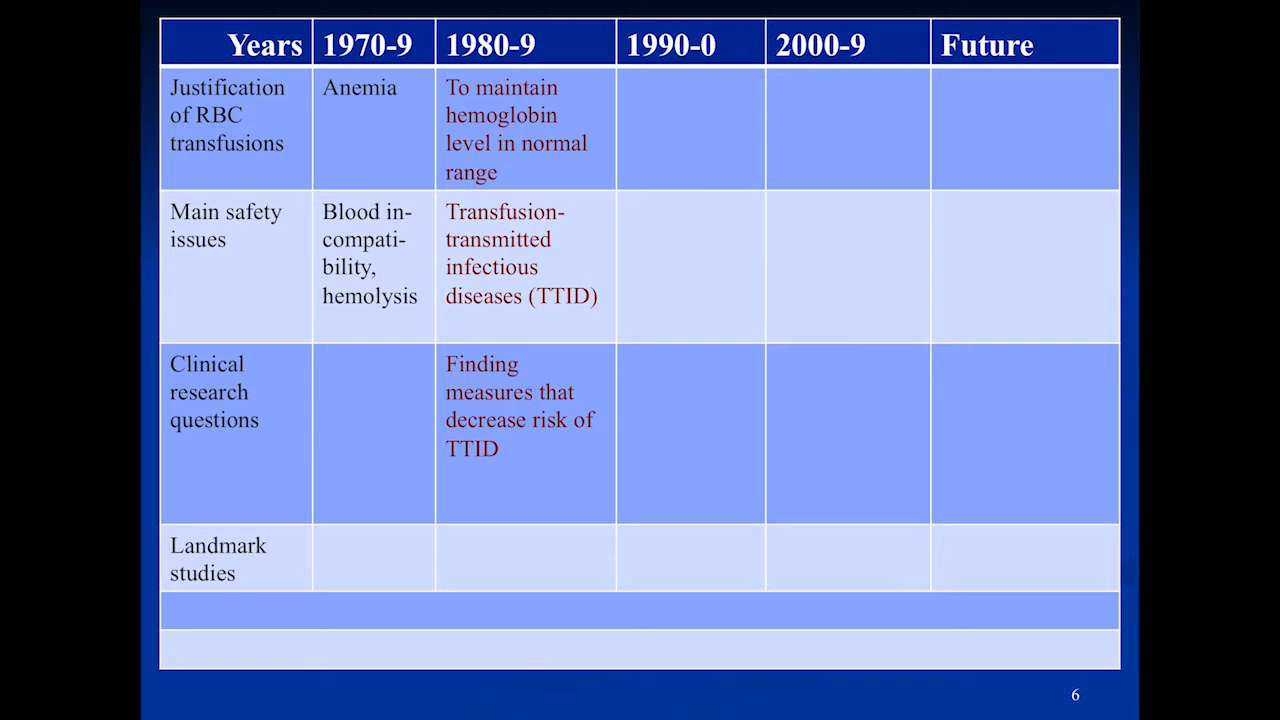 Years 1970-9 1980-9 1990-0 2000-9 Future
Justification
of RBC
transfusions
Anemia
To maintain
hemoglobin
level in normal
range
Main safety
issues
Blood in-
compati-
bility,
hemolysis
Transfusion-
transmitted
infectious
diseases (TTID)
Clinical
research
questions
Finding
measures that
decrease risk of
TTID
Landmark
studies
6